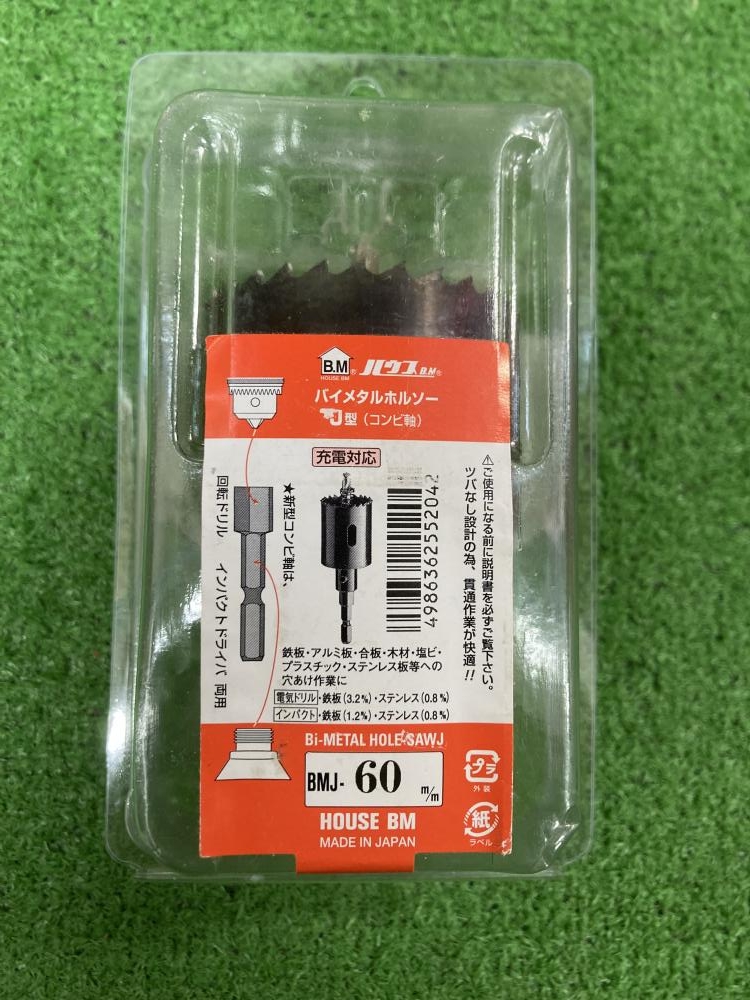 B.M®
HOUSE BM
ハウスB.M®
バイメタルホルソー
J型(コンビ軸)
充電対応
★新型コンビ軸は、
回転ドリル インパクトドライバ 両用
4986362552042
⚠ご使用になる前に説明書を必ずご覧下さい。
ツバなし設計の為、貫通作業が快適!!
鉄板・アルミ板・合板・木材・塩ビ・
プラスチック・ステンレス板等への
穴あけ作業に
電気ドリル・鉄板(3.2%)・ステンレス(0.8%)
インパクト・鉄板(1.2%)・ステンレス(0.8%)
Bi-METAL HOLE SAWJ
BMJ- 60 m/m
HOUSE BM
MADE IN JAPAN
プラ
外装
紙
ラベル